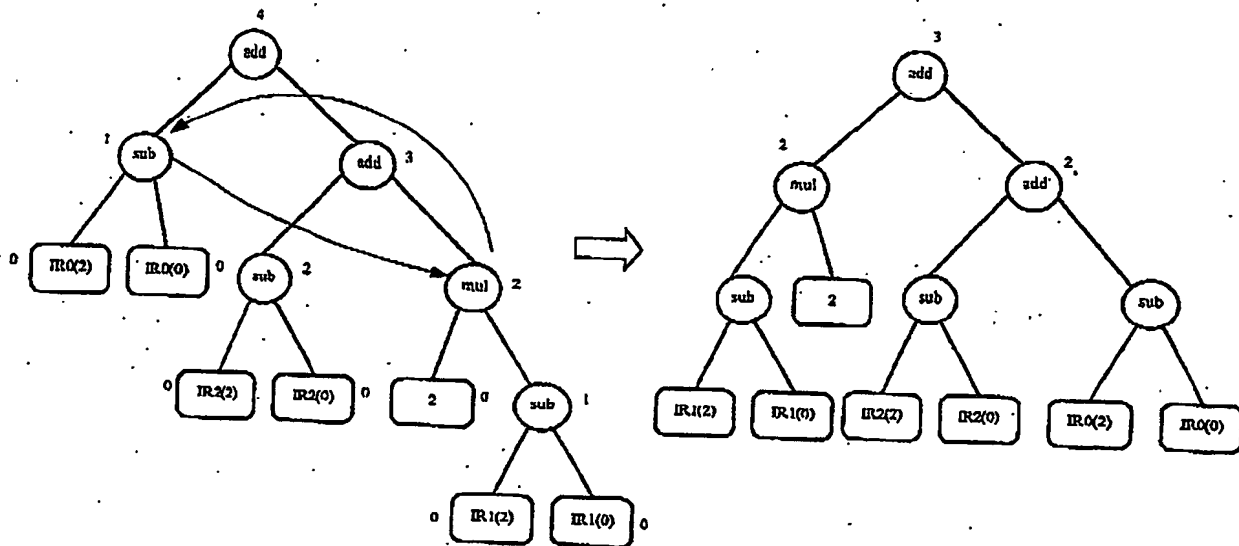 4
add
1
sub
add
3
0
IR0(2)
IR0(0)
0
sub
2
mul
2
0
IR2(2)
IR2(0)
0
2
0
sub
1
0
IR1(2)
IR1(0)
0
3
add
2
mul
2
add
sub
2
sub
sub
IR1(2)
IR1(0)
IR2(2)
IR2(0)
IR0(2)
IR0(0)